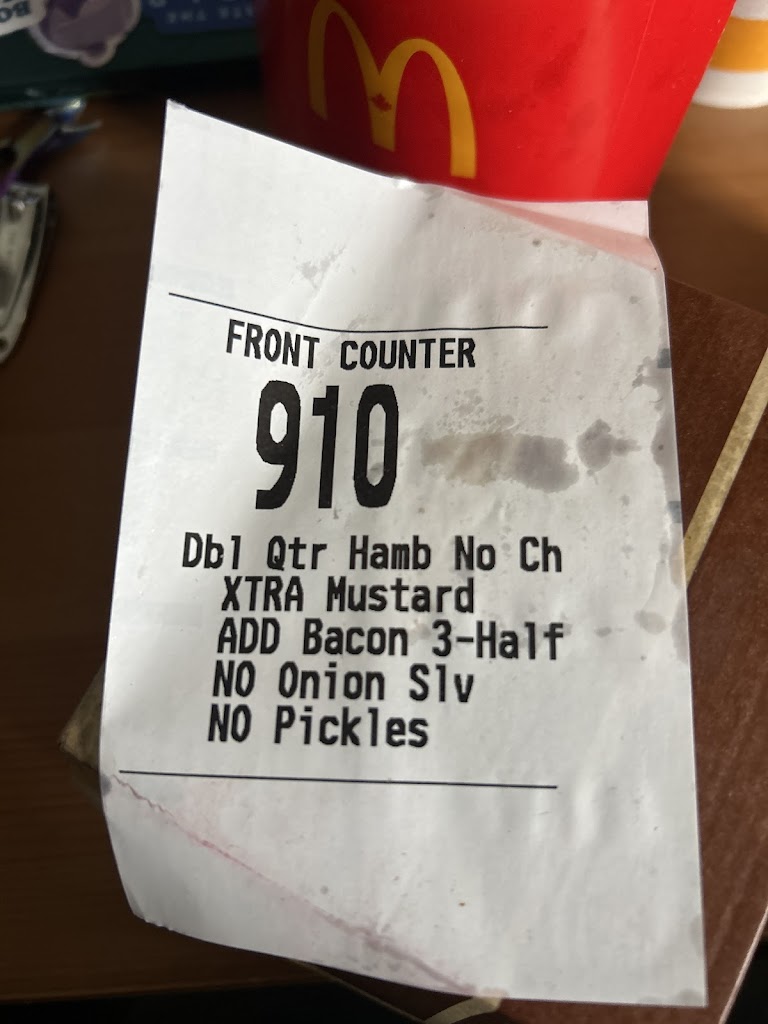 FRONT COUNTER
910
Dbl Qtr Hamb No Ch
XTRA Mustard
ADD Bacon 3-Half
NO Onion Slv
NO Pickles